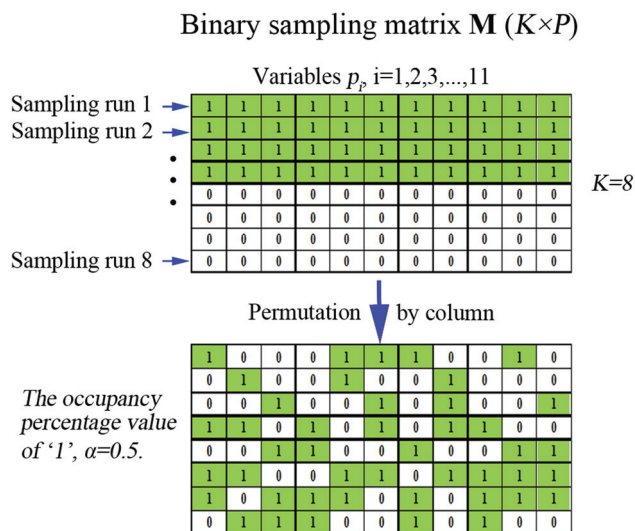 Binary sampling matrix M (K×P)
Variables pᵢ, i=1,2,3,...,11
Sampling run 1
1 1 1 1 1 1 1 1 1 1 1
Sampling run 2
1 1 1 1 1 1 1 1 1 1 1
1 1 1 1 1 1 1 1 1 1 1
1 1 1 1 1 1 1 1 1 1 1
0 0 0 0 0 0 0 0 0 0 0
K=8
0 0 0 0 0 0 0 0 0 0 0
0 0 0 0 0 0 0 0 0 0 0
Sampling run 8
0 0 0 0 0 0 0 0 0 0 0
Permutation by column
1 0 0 0 1 1 1 0 0 1 0
0 1 0 0 1 0 0 1 0 0 0
0 0 1 0 0 1 0 1 0 0 1
1 1 0 1 0 1 0 1 1 0 0
0 0 1 1 0 0 1 0 0 1 1
1 1 0 0 1 1 0 0 1 1 1
1 0 1 1 1 0 1 0 1 1 1
0 1 1 1 0 0 1 1 1 0 0
The occupancy
percentage value
of ‘1’, α=0.5.